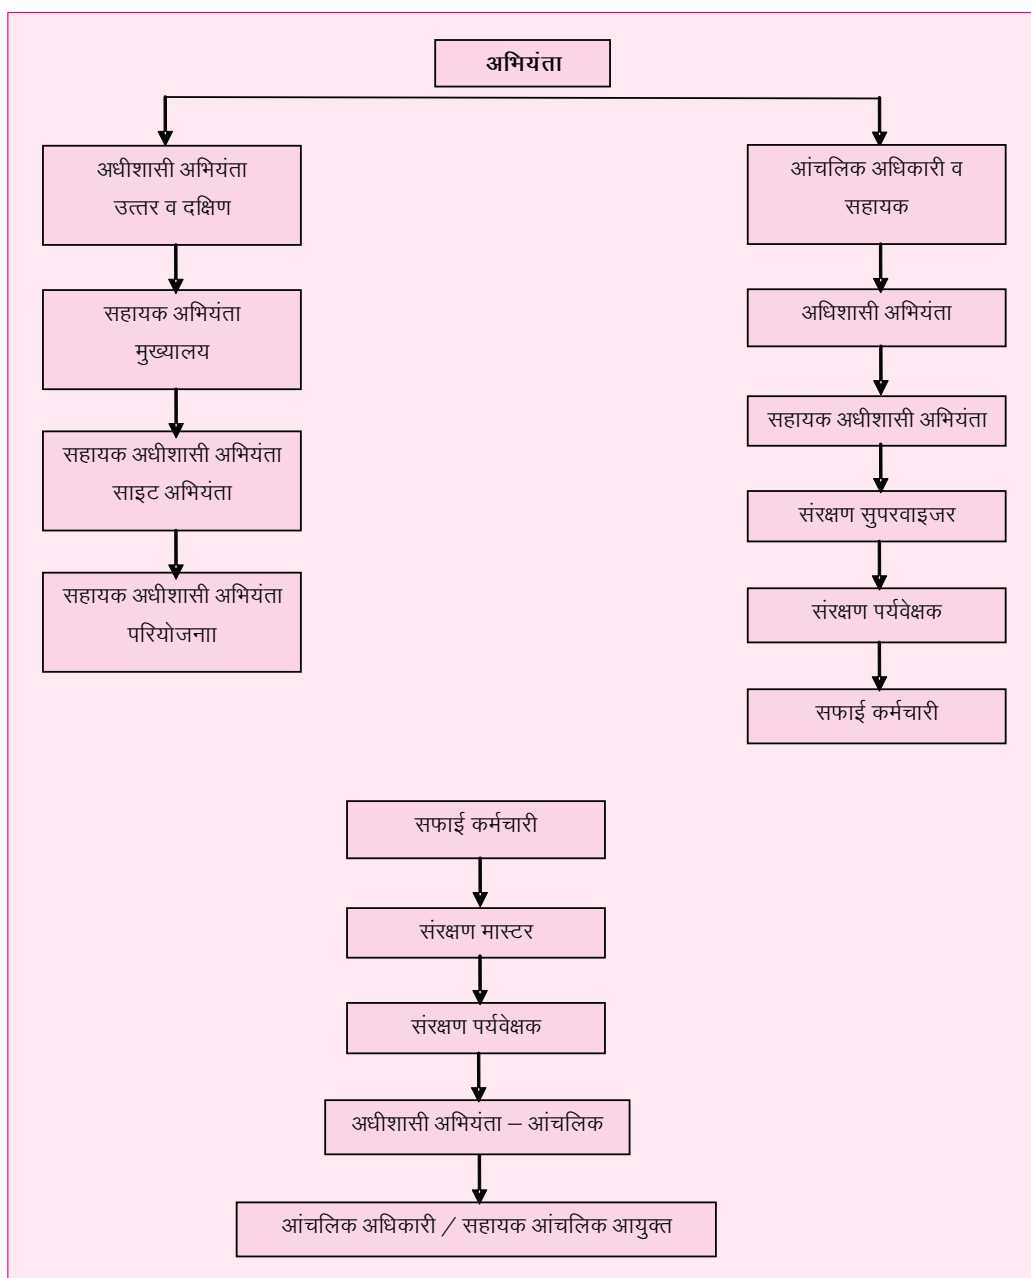 अभियंता
अधीशासी अभियंता
उत्तर व दक्षिण
सहायक अभियंता
मुख्यालय
सहायक अधीशासी अभियंता
साइट अभियंता
सहायक अधीशासी अभियंता
परियोजनाा
आंचलिक अधिकारी व
सहायक
अधिशासी अभियंता
सहायक अधीशासी अभियंता
संरक्षण सुपरवाइजर
संरक्षण पर्यवेक्षक
सफाई कर्मचारी
सफाई कर्मचारी
संरक्षण मास्टर
संरक्षण पर्यवेक्षक
अधीशासी अभियंता – आंचलिक
आंचलिक अधिकारी / सहायक आंचलिक आयुक्त